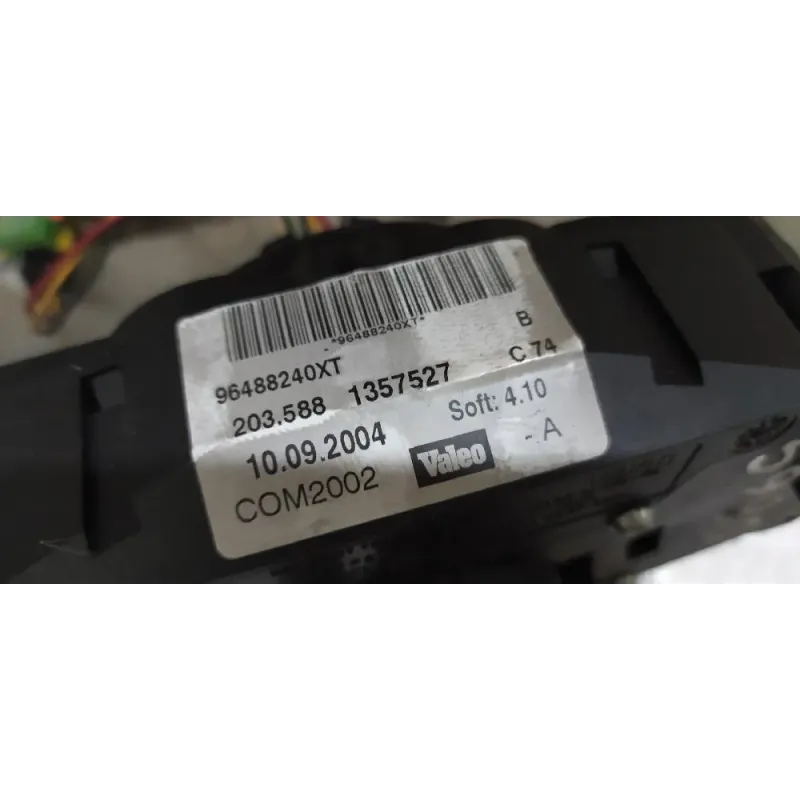 *96488240XT*
96488240XT B
203.588 1357527 C 74
10.09.2004 Soft: 4.10
COM2002 Valeo - A